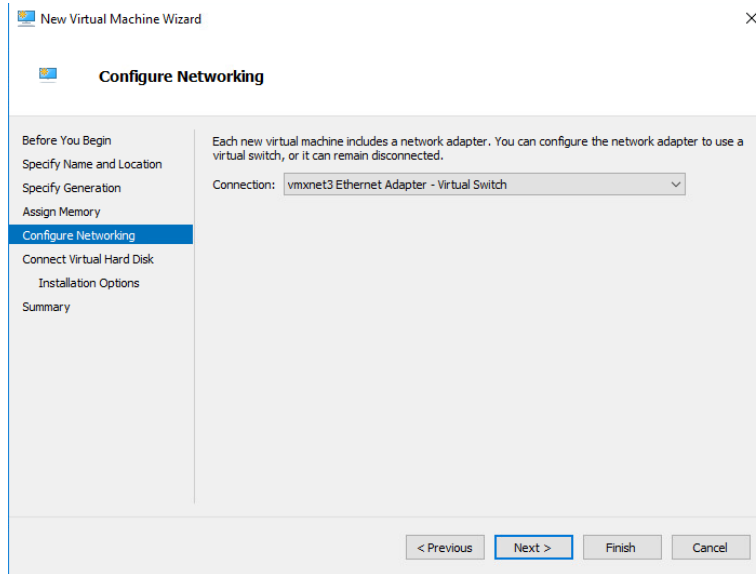 New Virtual Machine Wizard
Configure Networking
Before You Begin
Specify Name and Location
Specify Generation
Assign Memory
Configure Networking
Connect Virtual Hard Disk
Installation Options
Summary
Each new virtual machine includes a network adapter. You can configure the network adapter to use a
virtual switch, or it can remain disconnected.
Connection: vmxnet3 Ethernet Adapter - Virtual Switch
< Previous Next > Finish Cancel